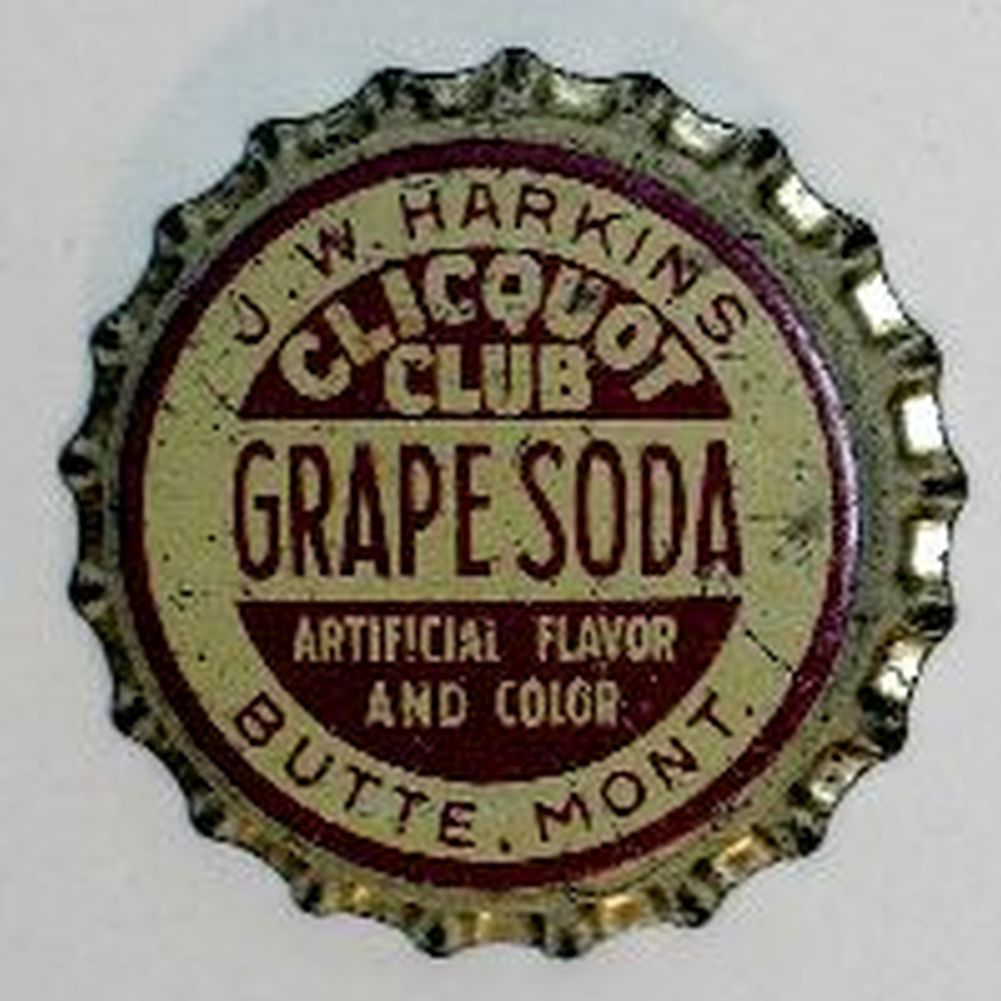 J.W. HARKINS
CLICQUOT
CLUB
GRAPE SODA
ARTIFICIAL FLAVOR
AND COLOR
BUTTE, MONT.